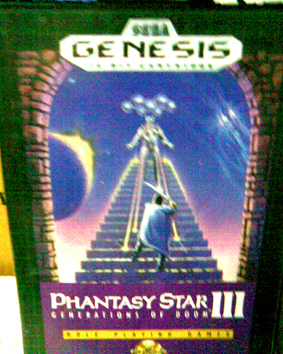 SEGA
GENESIS
16-BIT CARTRIDGE
PHANTASY STAR III
GENERATIONS OF DOOM
ROLE PLAYING GAMES